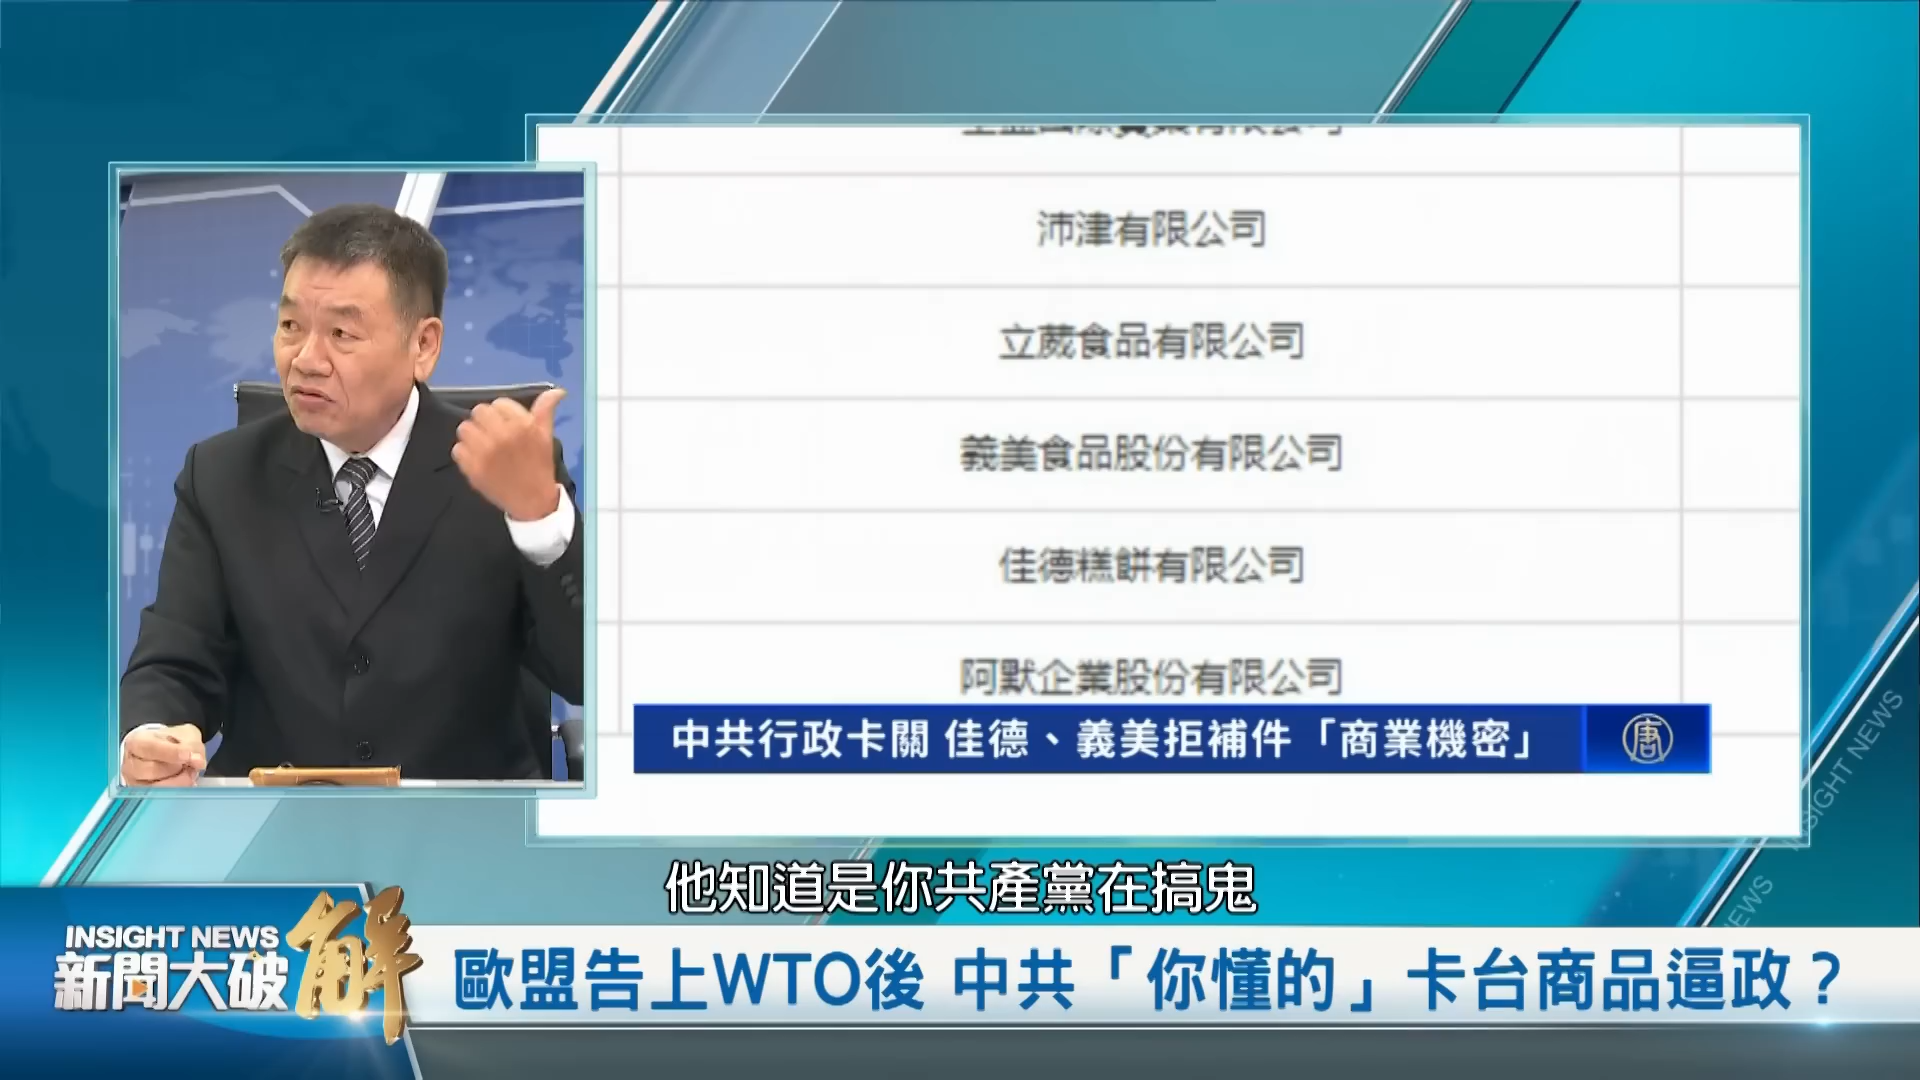 沛津有限公司
立葳食品有限公司
義美食品股份有限公司
佳德糕餅有限公司
阿默企業股份有限公司
中共行政卡關 佳德、義美拒補件「商業機密」
唐
INSIGHT NEWS
NEWS
他知道是你共產黨在搞鬼
INSIGHT NEWS
新聞大破解
歐盟告上WTO後 中共「你懂的」卡台商品逼政？